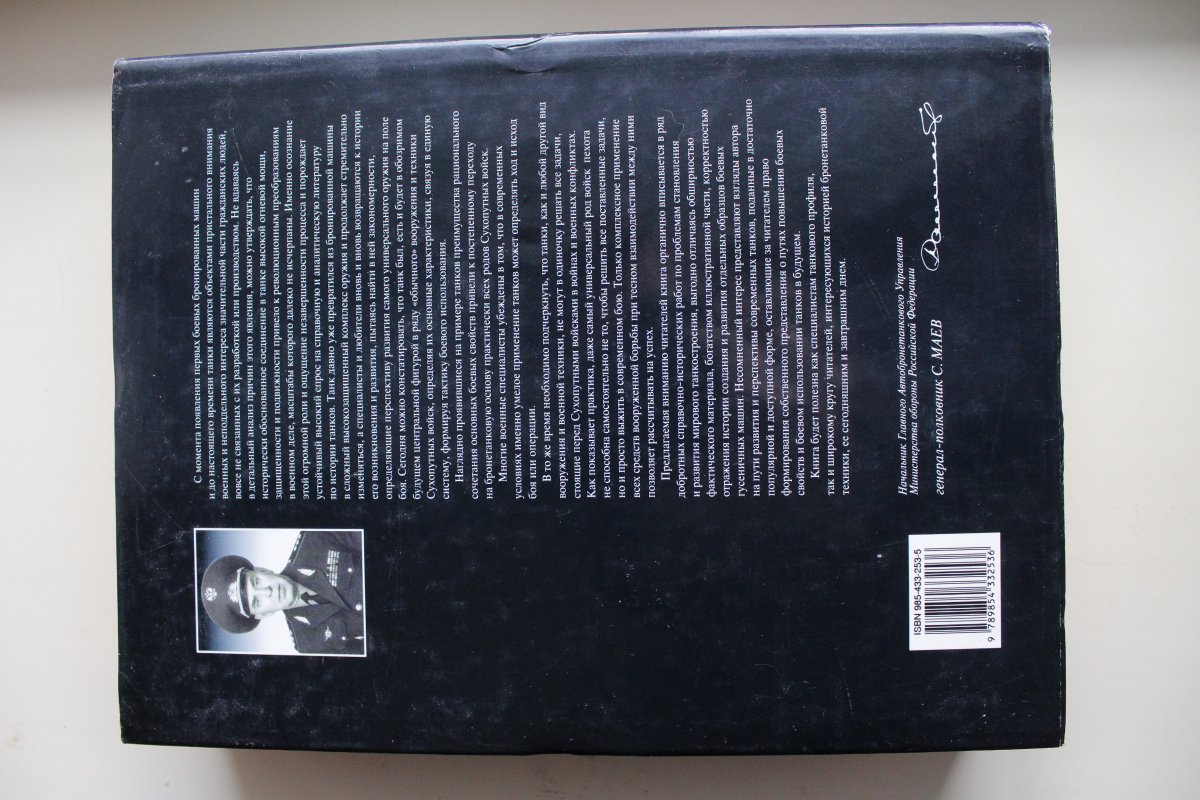 С момента появления первых боевых бронированных машин
и до настоящего времени танки являются объектами пристального внимания
военных и неподдельного интереса значительной части гражданских людей,
вовсе не связанных с их разработкой или производством. Не вдаваясь
в детальный анализ причин этого явления, можно утверждать, что
исторически обоснованное соединение в танке высокой огневой мощи,
защищенности и подвижности привело к революционным преобразованиям
в военном деле, масштабы которого далеко не исчерпаны. Именно осознание
этой огромной роли и ощущение незавершенности процесса и порождает
устойчивый высокий спрос на справочную и аналитическую литературу
по истории танков. Танк давно уже превратился из бронированной машины
в сложный высокозащищенный комплекс оружия и продолжает стремительно
изменяться, а специалисты и любители вновь и вновь возвращаются к истории
его возникновения и развития, пытаясь найти в ней закономерности,
определяющие перспективу развития самого универсального оружия на поле
боя. Сегодня можно констатировать, что танк был, есть и будет в обозримом
будущем центральной фигурой в ряду «обычного» вооружения и техники
Сухопутных войск, определяя их основные характеристики, связуя в единую
систему, формируя тактику боевого использования.
Наглядно проявившиеся на примере танков преимущества рационального
сочетания основных боевых свойств привели к постепенному переходу
на бронетанковую основу практически всех родов Сухопутных войск.
Многие военные специалисты убеждены в том, что в современных
условиях именно умелое применение танков может определять ход и исход
боя или операции.
В то же время необходимо подчеркнуть, что танки, как и любой другой вид
вооружения и военной техники, не могут в одиночку решать все задачи,
стоящие перед Сухопутными войсками в войнах и военных конфликтах.
Как показывает практика, даже самый универсальный род войск пехота
не способна самостоятельно не то, чтобы решить все поставленные задачи,
но и просто выжить в современном бою. Только комплексное применение
всех средств вооруженной борьбы при тесном взаимодействии между ними
позволяет рассчитывать на успех.
Предлагаемая вниманию читателей книга органично вписывается в ряд
добротных справочно-исторических работ по проблемам становления
и развития мирового танкостроения, выгодно отличаясь обширностью
фактического материала, богатством иллюстративной части, корректностью
отражения истории создания и развития отдельных образцов боевых
гусеничных машин. Несомненный интерес представляют взгляды автора
на пути развития и перспективы современных танков, поданные в достаточно
популярной и доступной форме, оставляющие за читателем право
формирования собственного представления о путях повышения боевых
свойств и боевом использовании танков в будущем.
Книга будет полезна как специалистам танкового профиля,
так и широкому кругу читателей, интересующихся историей бронетанковой
техники, ее сегодняшним и завтрашним днем.
Начальник Главного Автобронетанкового Управления
Министерства обороны Российской Федерации
генерал-полковник С. МАЕВ
ISBN 985-433-253-5
9 789854 332536